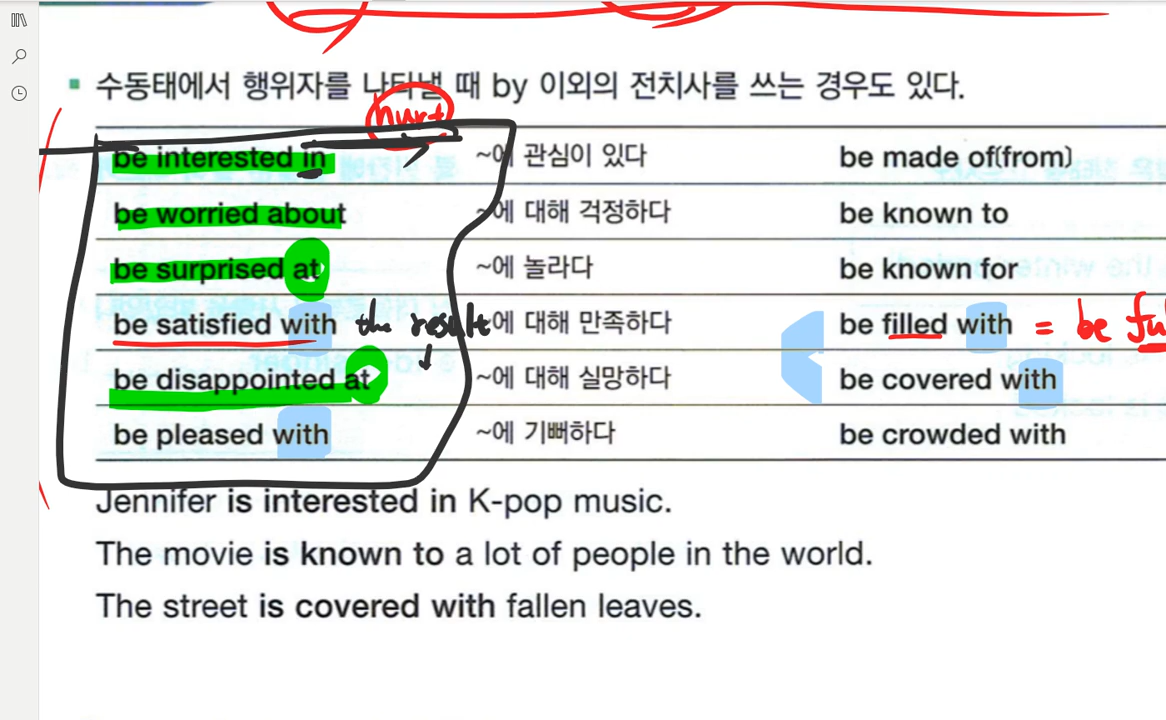 수동태에서 행위자를 나타낼 때 by 이외의 전치사를 쓰는 경우도 있다.
hurt
be interested in ~에 관심이 있다 be made of(from)
be worried about ~에 대해 걱정하다 be known to
be surprised at ~에 놀라다 be known for
be satisfied with the result ~에 대해 만족하다 be filled with = be fu
be disappointed at ~에 대해 실망하다 be covered with
be pleased with ~에 기뻐하다 be crowded with
Jennifer is interested in K-pop music.
The movie is known to a lot of people in the world.
The street is covered with fallen leaves.